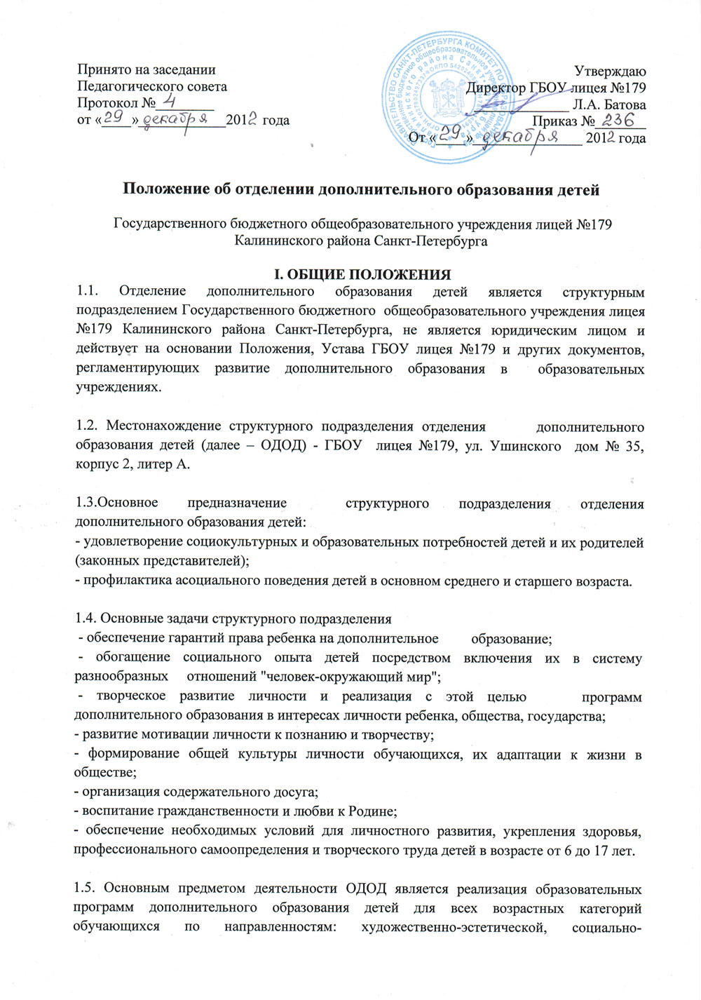 Принято на заседании
Педагогического совета
Протокол № 4
от «29» декабря 2012 года
Утверждаю
Директор ГБОУ лицея №179
Л.А. Батова
Приказ № 236
От «29» декабря 2012 года
Положение об отделении дополнительного образования детей
Государственного бюджетного общеобразовательного учреждения лицей №179
Калининского района Санкт-Петербурга
I. ОБЩИЕ ПОЛОЖЕНИЯ
1.1. Отделение дополнительного образования детей является структурным
подразделением Государственного бюджетного общеобразовательного учреждения лицея
№179 Калининского района Санкт-Петербурга, не является юридическим лицом и
действует на основании Положения, Устава ГБОУ лицея №179 и других документов,
регламентирующих развитие дополнительного образования в образовательных
учреждениях.
1.2. Местонахождение структурного подразделения отделения дополнительного
образования детей (далее – ОДОД) - ГБОУ лицея №179, ул. Ушинского дом № 35,
корпус 2, литер А.
1.3.Основное предназначение структурного подразделения отделения
дополнительного образования детей:
- удовлетворение социокультурных и образовательных потребностей детей и их родителей
(законных представителей);
- профилактика асоциального поведения детей в основном среднего и старшего возраста.
1.4. Основные задачи структурного подразделения
- обеспечение гарантий права ребенка на дополнительное образование;
- обогащение социального опыта детей посредством включения их в систему
разнообразных отношений "человек-окружающий мир";
- творческое развитие личности и реализация с этой целью программ
дополнительного образования в интересах личности ребенка, общества, государства;
- развитие мотивации личности к познанию и творчеству;
- формирование общей культуры личности обучающихся, их адаптации к жизни в
обществе;
- организация содержательного досуга;
- воспитание гражданственности и любви к Родине;
- обеспечение необходимых условий для личностного развития, укрепления здоровья,
профессионального самоопределения и творческого труда детей в возрасте от 6 до 17 лет.
1.5. Основным предметом деятельности ОДОД является реализация образовательных
программ дополнительного образования детей для всех возрастных категорий
обучающихся по направленностям: художественно-эстетической, социально-